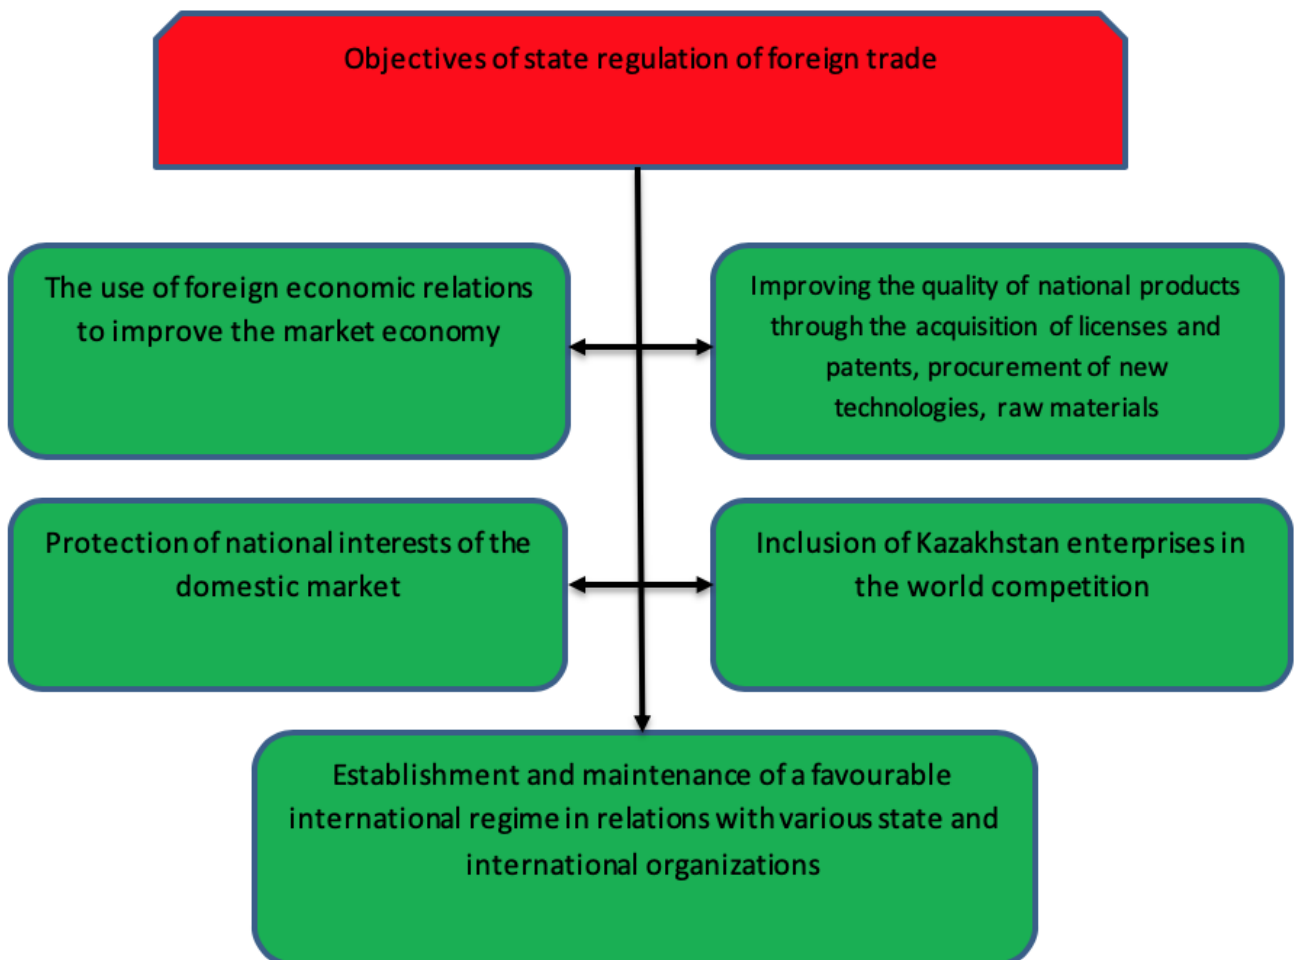 Objectives of state regulation of foreign trade
The use of foreign economic relations
to improve the market economy
Improving the quality of national products
through the acquisition of licenses and
patents, procurement of new
technologies, raw materials
Protection of national interests of the
domestic market
Inclusion of Kazakhstan enterprises in
the world competition
Establishment and maintenance of a favourable
international regime in relations with various state and
international organizations